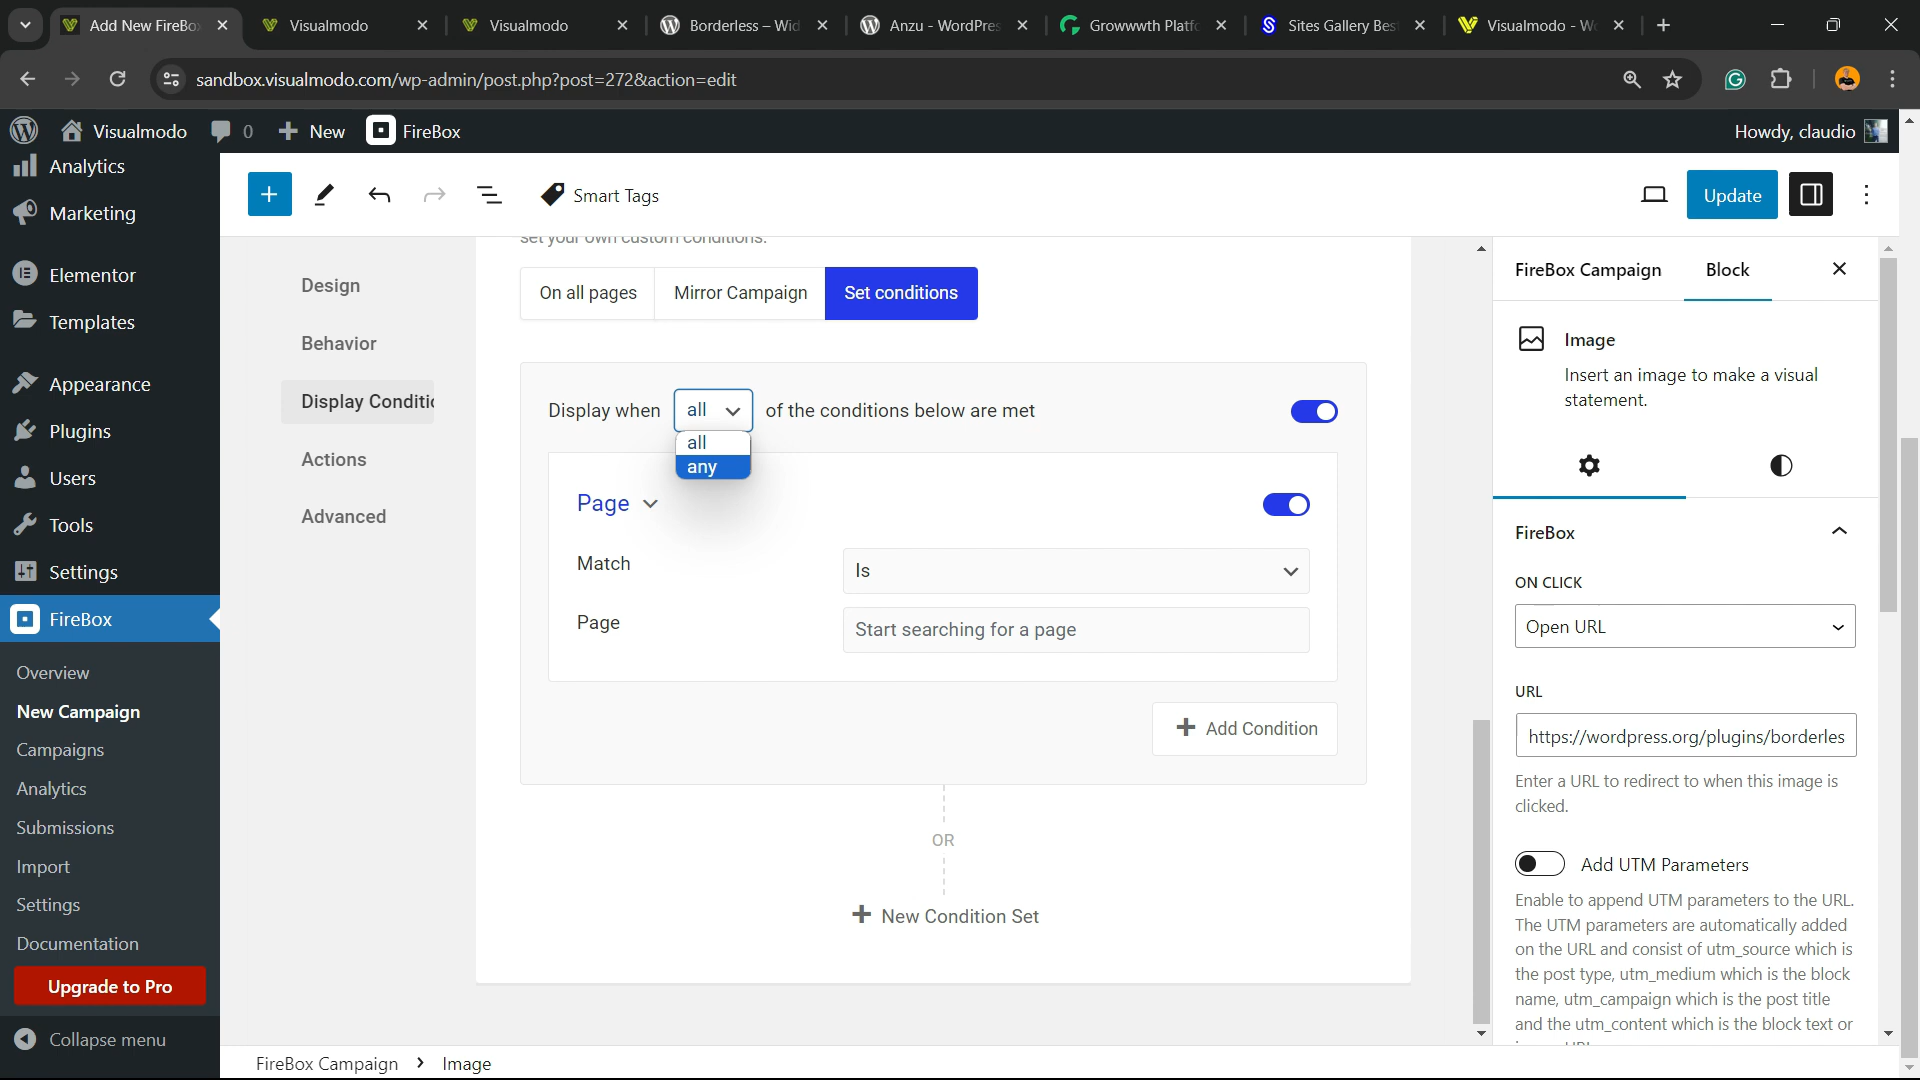 Add New FireBo
Visualmodo
Visualmodo
Borderless – Wid
Anzu - WordPres
Growwwth Platfo
Sites Gallery Bes
Visualmodo - Wo
sandbox.visualmodo.com/wp-admin/post.php?post=272&action=edit
Visualmodo
0
New
FireBox
Howdy, claudio
Analytics
Marketing
Elementor
Templates
Appearance
Plugins
Users
Tools
Settings
FireBox
Overview
New Campaign
Campaigns
Analytics
Submissions
Import
Settings
Documentation
Upgrade to Pro
Collapse menu
Smart Tags
Update
Design
Behavior
Display Conditio
Actions
Advanced
set your own custom conditions.
On all pages
Mirror Campaign
Set conditions
Display when all of the conditions below are met
all
any
Page
Match
Is
Page
Start searching for a page
Add Condition
OR
New Condition Set
FireBox Campaign
Block
Image
Insert an image to make a visual
statement.
FireBox
ON CLICK
Open URL
URL
https://wordpress.org/plugins/borderles
Enter a URL to redirect to when this image is
clicked.
Add UTM Parameters
Enable to append UTM parameters to the URL.
The UTM parameters are automatically added
on the URL and consist of utm_source which is
the post type, utm_medium which is the block
name, utm_campaign which is the post title
and the utm_content which is the block text or
FireBox Campaign
Image